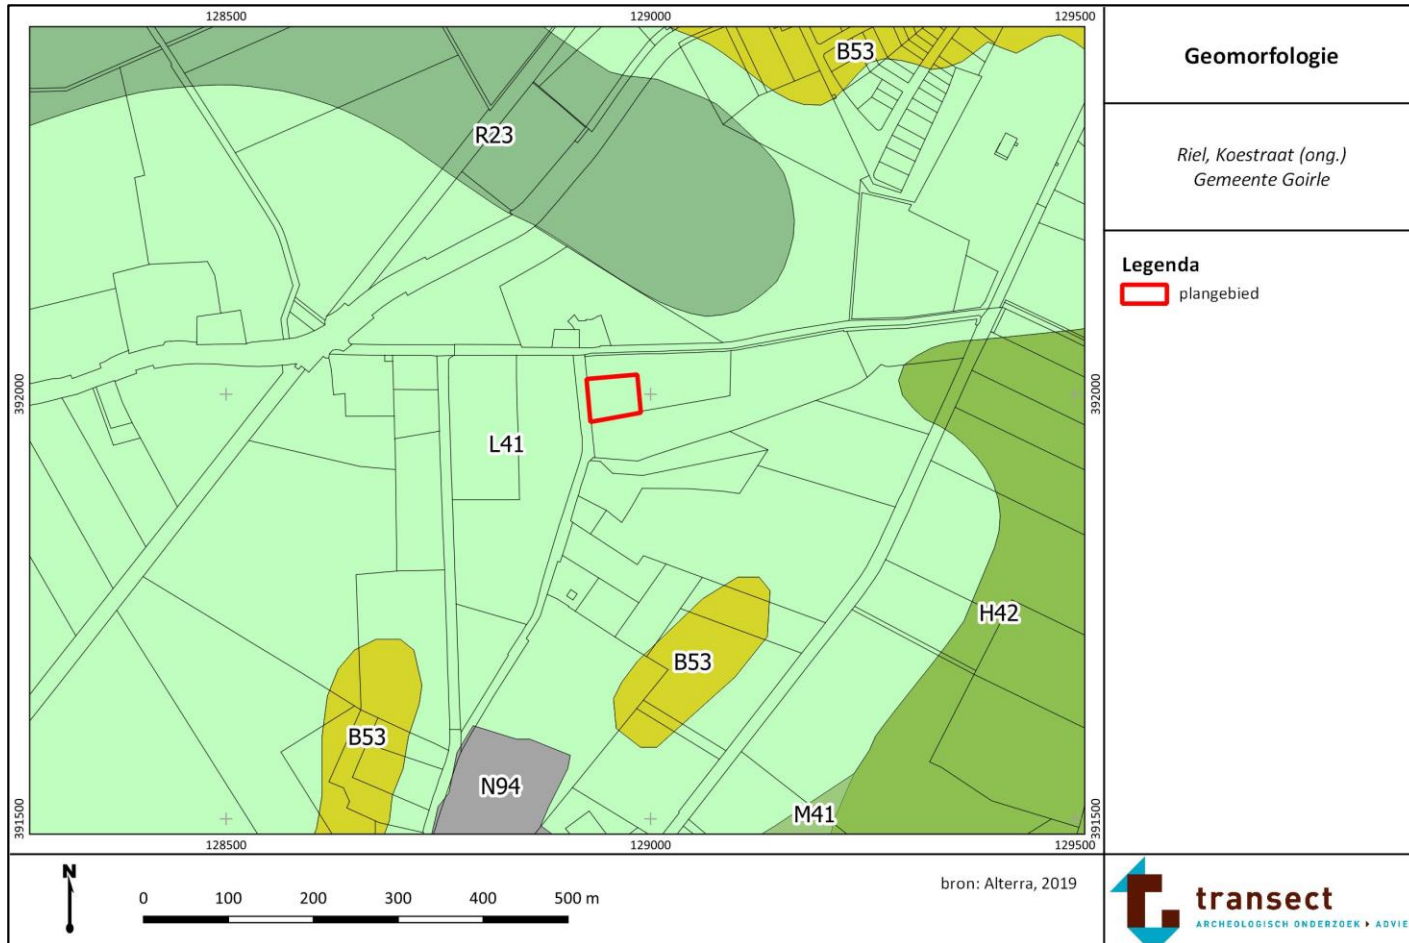 128500
129000
129500
B53
R23
392000
392000
L41
H42
B53
B53
N94
M41
391500
391500
128500
129000
129500
Geomorfologie
Riel, Koestraat (ong.)
Gemeente Goirle
Legenda
plangebied
N
0 100 200 300 400 500 m
bron: Alterra, 2019
transect
ARCHEOLOGISCH ONDERZOEK ▸ ADVIE